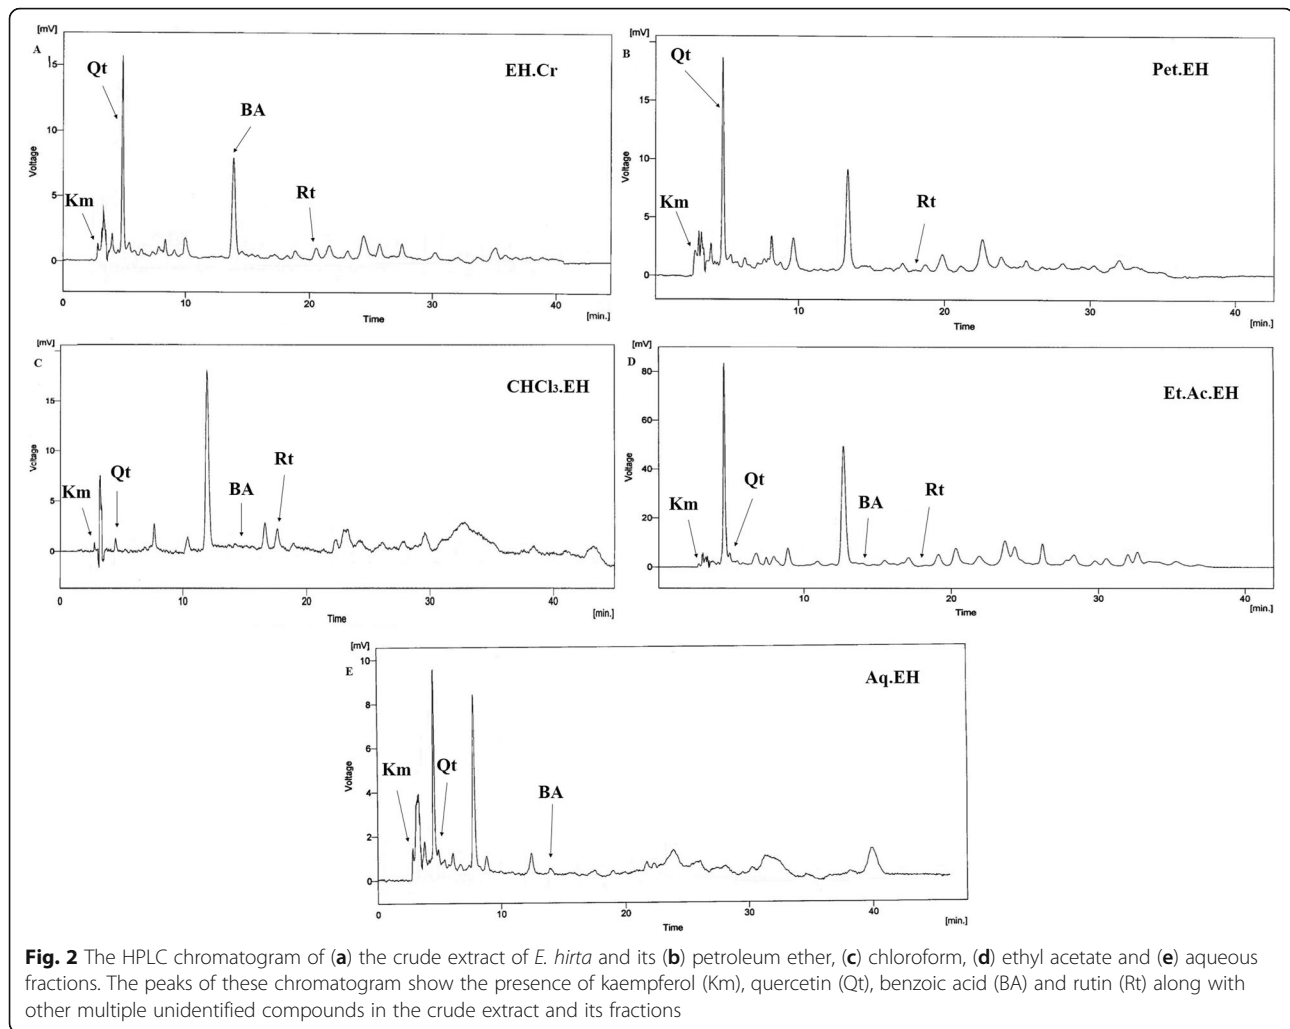 [mV]
A
EH.Cr
Qt
BA
Km
Rt
15
10
5
0
Voltage
0 10 20 30 40
Time
[min.]
[mV]
B
Pet.EH
Qt
Km
Rt
15
10
5
0
Voltage
10 20 30 40
Time
[min.]
[mV]
C
CHCl₃.EH
Km
Qt
BA
Rt
15
10
5
0
Voltage
0 10 20 30 40
Time
[min.]
[mV]
D
Et.Ac.EH
Km
Qt
BA
Rt
80
60
40
20
0
Voltage
10 20 30 40
Time
[min.]
[mV]
E
Aq.EH
Km
Qt
BA
10
8
6
4
2
0
Voltage
0 10 20 30 40
Time
[min.]
Fig. 2 The HPLC chromatogram of (a) the crude extract of E. hirta and its (b) petroleum ether, (c) chloroform, (d) ethyl acetate and (e) aqueous
fractions. The peaks of these chromatogram show the presence of kaempferol (Km), quercetin (Qt), benzoic acid (BA) and rutin (Rt) along with
other multiple unidentified compounds in the crude extract and its fractions